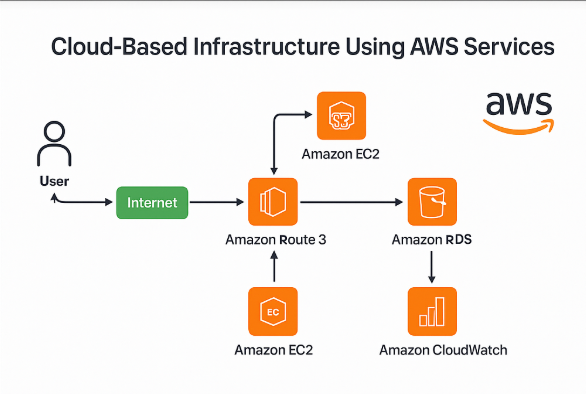 Cloud-Based Infrastructure Using AWS Services
aws
S3
Amazon EC2
User
Internet
Amazon Route 3
Amazon RDS
EC
Amazon EC2
Amazon CloudWatch